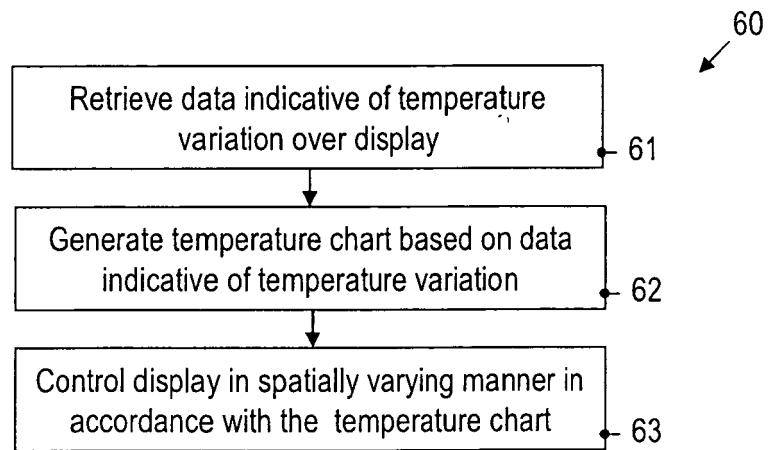 60
Retrieve data indicative of temperature
variation over display
61
Generate temperature chart based on data
indicative of temperature variation
62
Control display in spatially varying manner in
accordance with the temperature chart
63